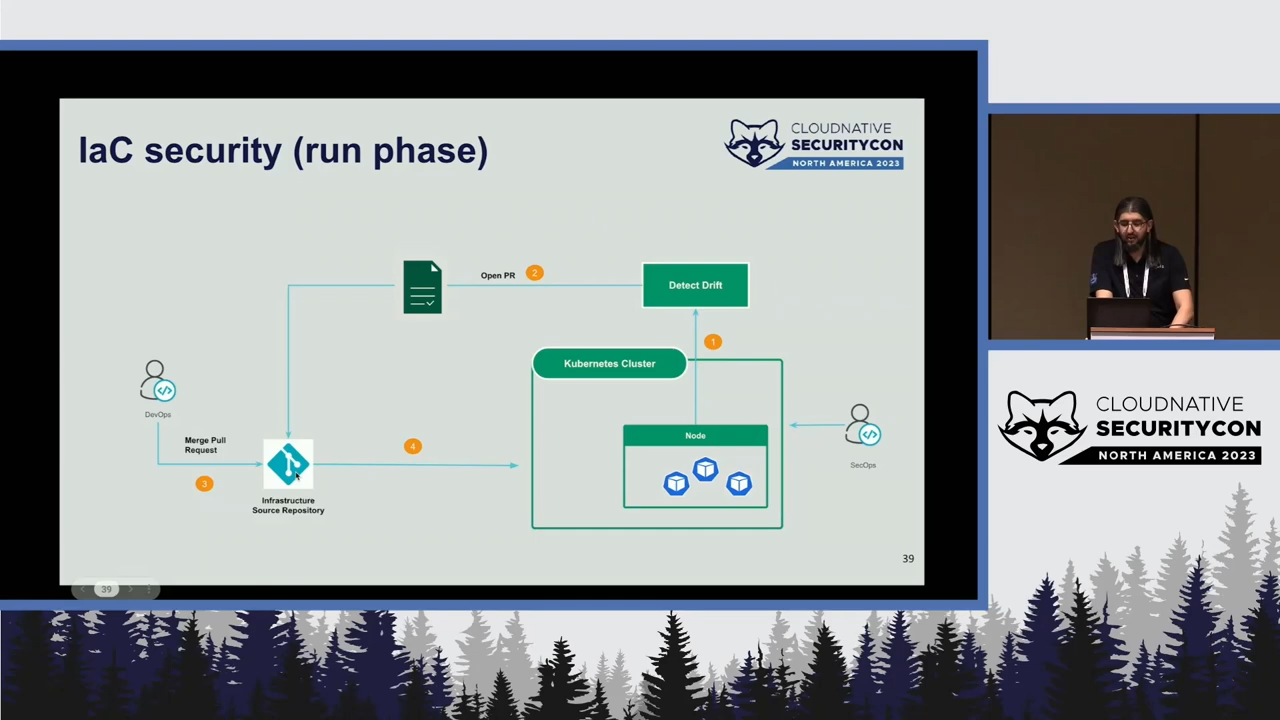 IaC security (run phase)
CLOUDNATIVE
SECURITYCON
NORTH AMERICA 2023
Open PR
2
Detect Drift
1
Kubernetes Cluster
DevOps
Merge Pull
Request
3
4
Node
SecOps
Infrastructure
Source Repository
39
39
CLOUDNATIVE
SECURITYCON
NORTH AMERICA 2023